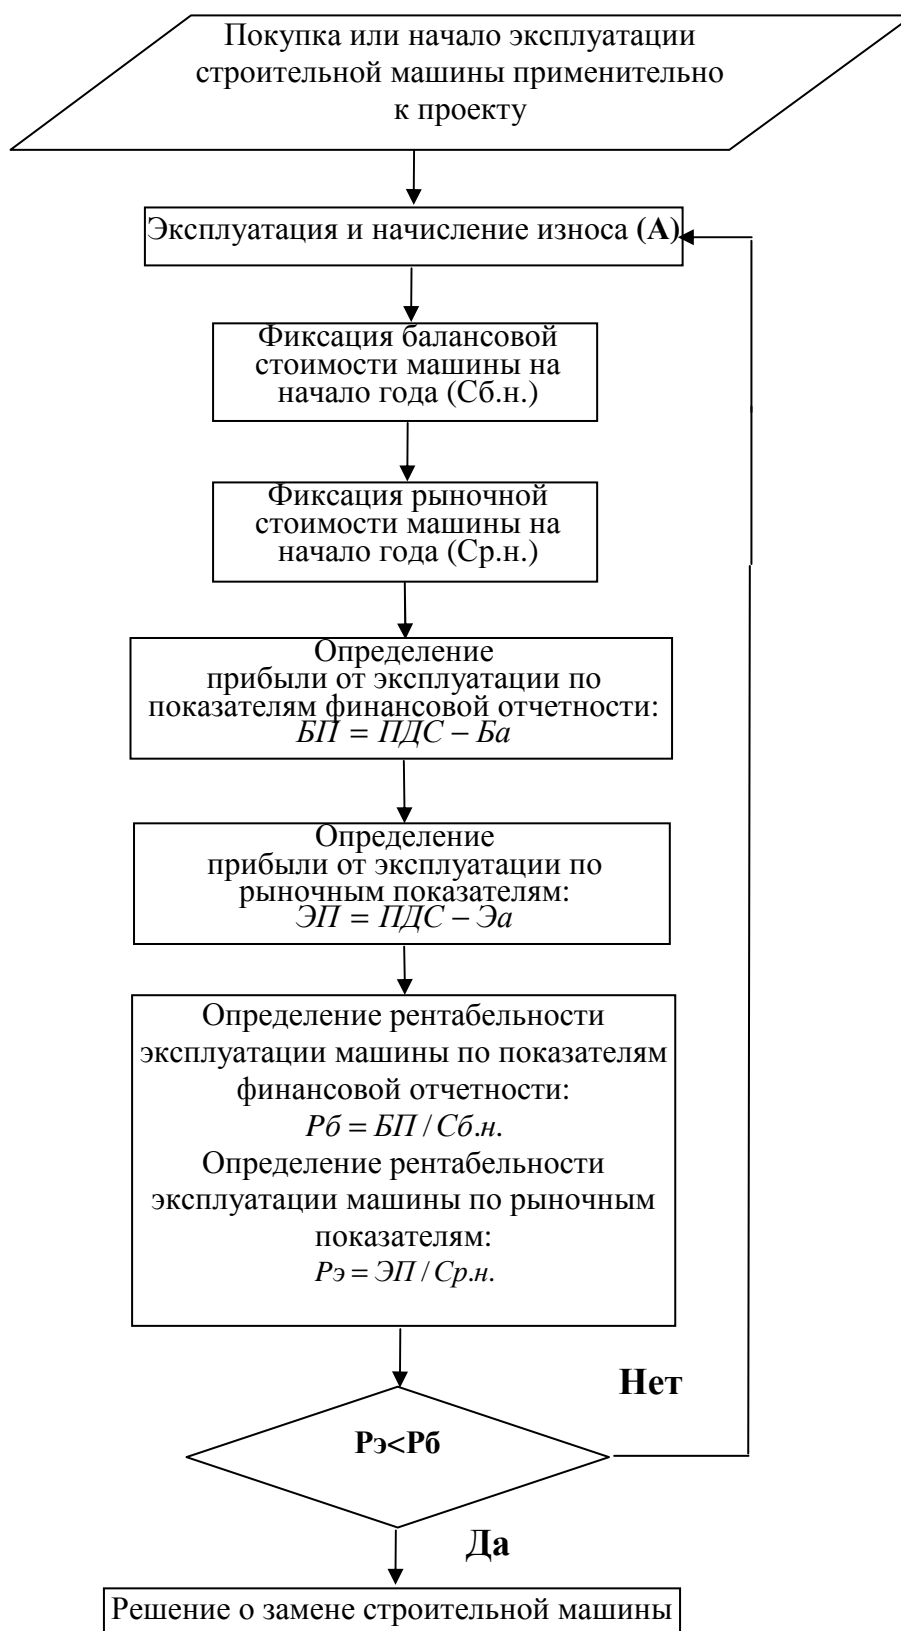 Покупка или начало эксплуатации
строительной машины применительно
к проекту
Эксплуатация и начисление износа (А)
Фиксация балансовой
стоимости машины на
начало года (Сб.н.)
Фиксация рыночной
стоимости машины на
начало года (Ср.н.)
Определение
прибыли от эксплуатации по
показателям финансовой отчетности:
БП = ПДС – Ба
Определение
прибыли от эксплуатации по
рыночным показателям:
ЭП = ПДС – Эа
Определение рентабельности
эксплуатации машины по показателям
финансовой отчетности:
Рб = БП / Сб.н.
Определение рентабельности
эксплуатации машины по рыночным
показателям:
Рэ = ЭП / Ср.н.
Нет
Рэ<Рб
Да
Решение о замене строительной машины